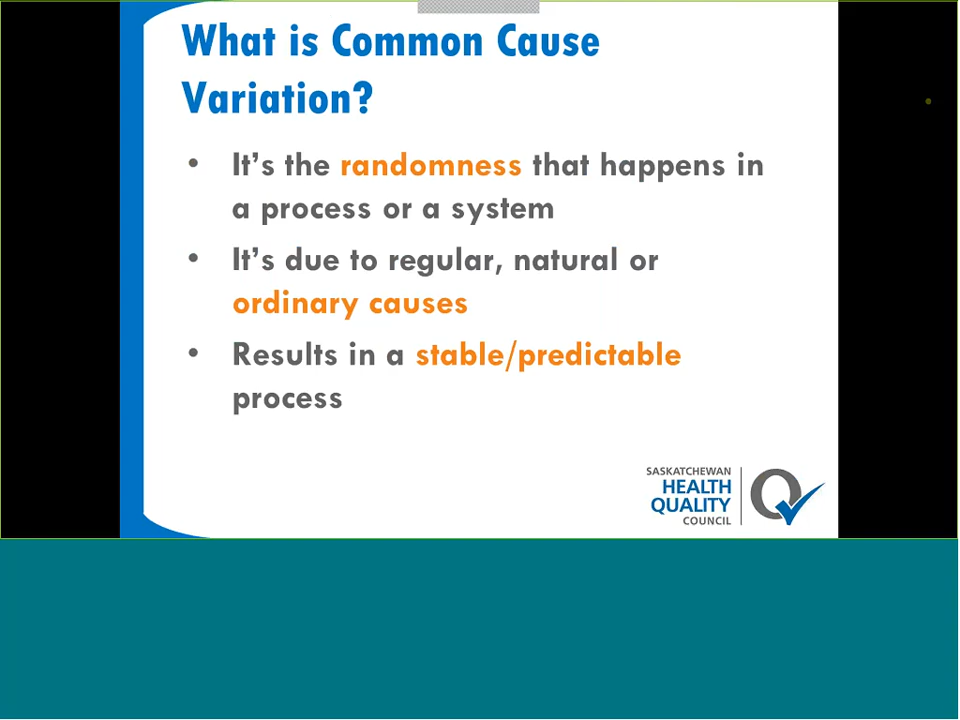 What is Common Cause
Variation?
• It's the randomness that happens in
a process or a system
• It's due to regular, natural or
ordinary causes
• Results in a stable/predictable
process
SASKATCHEWAN
HEALTH
QUALITY
COUNCIL